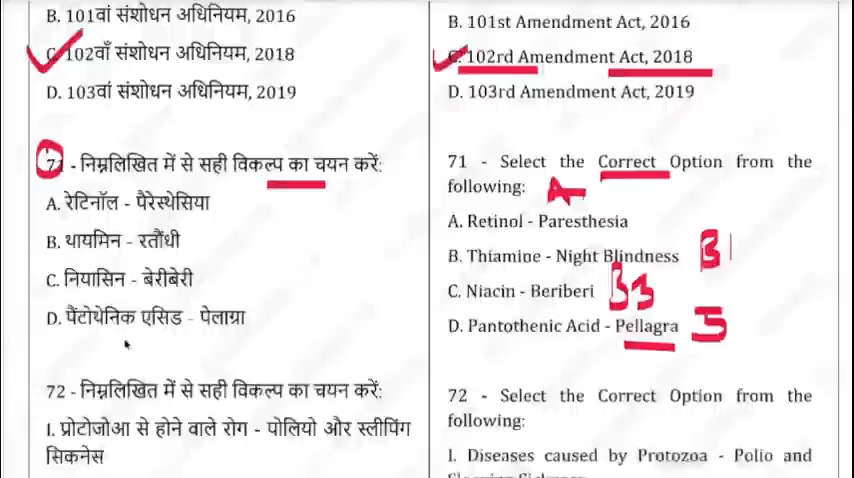 B. 101वां संशोधन अधिनियम, 2016
C. 102वाँ संशोधन अधिनियम, 2018
D. 103वां संशोधन अधिनियम, 2019
71 - निम्नलिखित में से सही विकल्प का चयन करें:
A. रेटिनॉल - पैरेस्थेसिया
B. थायमिन - रतौंधी
C. नियासिन - बेरीबेरी
D. पैंटोथेनिक एसिड - पेलाग्रा
72 - निम्नलिखित में से सही विकल्प का चयन करें:
I. प्रोटोजोआ से होने वाले रोग - पोलियो और स्लीपिंग
सिकनेस
B. 101st Amendment Act, 2016
C. 102rd Amendment Act, 2018
D. 103rd Amendment Act, 2019
71 - Select the Correct Option from the
following:
A
A. Retinol - Paresthesia
B. Thiamine - Night Blindness B1
C. Niacin - Beriberi B3
D. Pantothenic Acid - Pellagra 5
72 - Select the Correct Option from the
following:
I. Diseases caused by Protozoa - Polio and